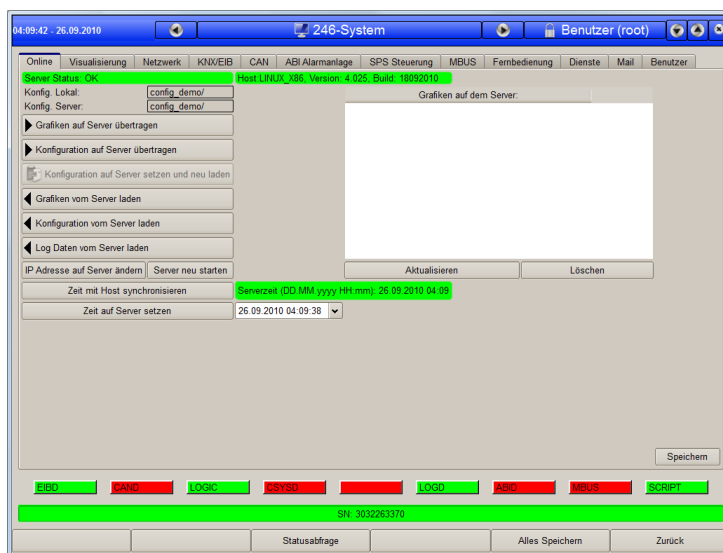 04:09:42 - 26.09.2010 246-System Benutzer (root)
Online Visualisierung Netzwerk KNX/EIB CAN ABI Alarmanlage SPS Steuerung MBUS Fernbedienung Dienste Mail Benutzer
Server Status: OK Host:LINUX_X86, Version: 4.025, Build: 18092010
Konfig. Lokal: config_demo/ Grafiken auf dem Server:
Konfig. Server: config_demo/
Grafiken auf Server übertragen
Konfiguration auf Server übertragen
Konfiguration auf Server setzen und neu laden
Grafiken vom Server laden
Konfiguration vom Server laden
Log Daten vom Server laden
IP Adresse auf Server ändern Server neu starten Aktualisieren Löschen
Zeit mit Host synchronisieren Serverzeit (DD.MM.yyyy HH:mm): 26.09.2010 04:09
Zeit auf Server setzen 26.09.2010 04:09:38
Speichern
EIBD CAND LOGIC CSYSD LOGD ABID MBUS SCRIPT
SN: 3032263370
Statusabfrage Alles Speichern Zurück